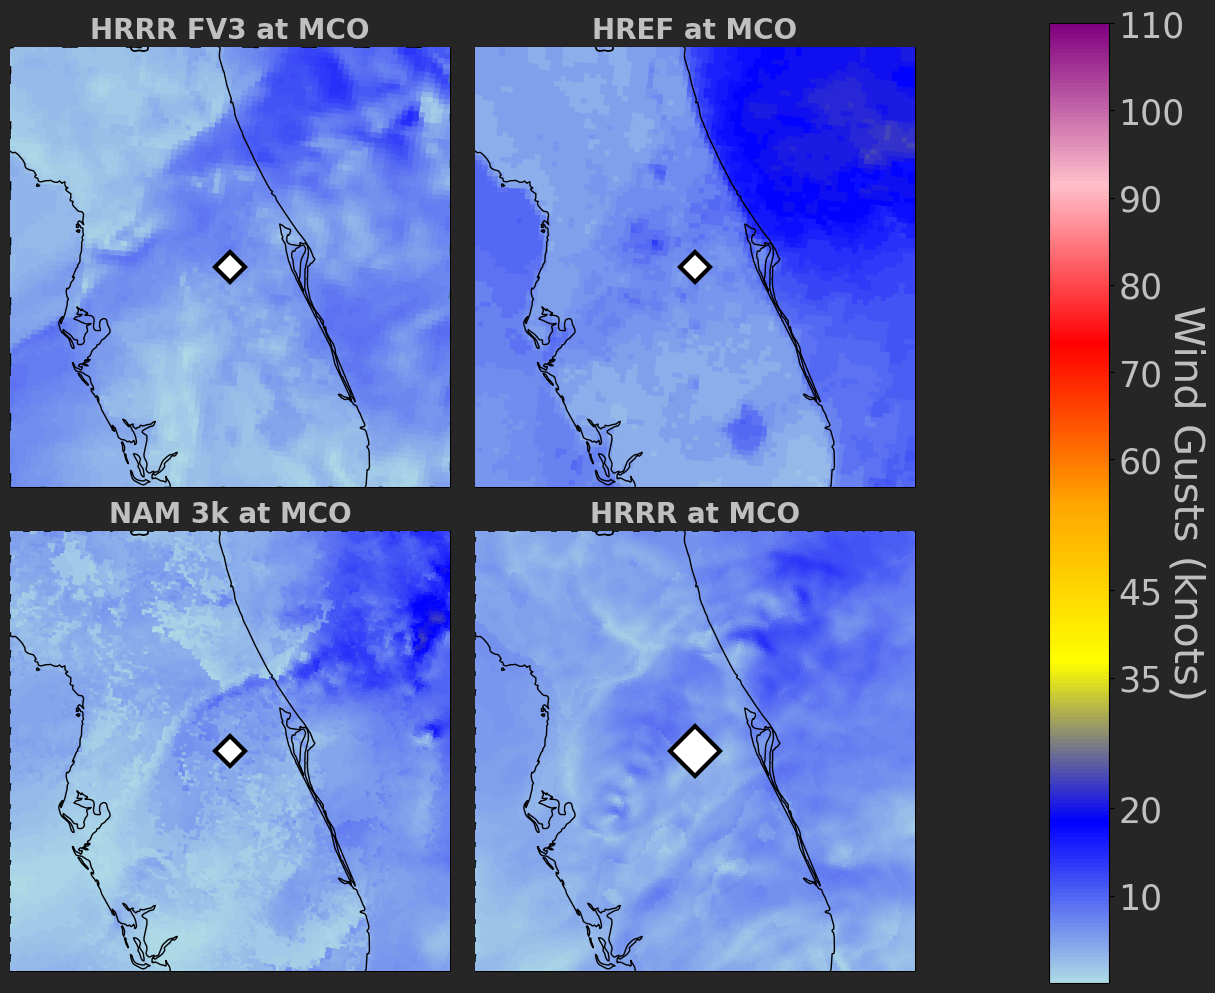 HRRR FV3 at MCO
HREF at MCO
NAM 3k at MCO
HRRR at MCO
110
100
90
80
70
60
45
35
20
10
Wind Gusts (knots)